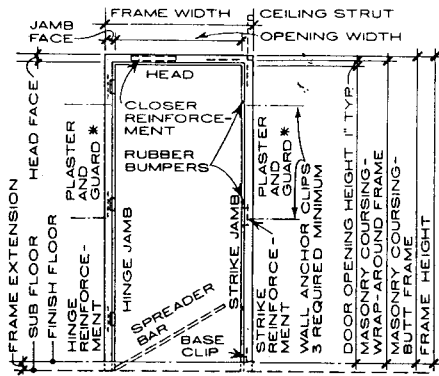 FRAME WIDTH
CEILING STRUT
JAMB
FACE
OPENING WIDTH
HEAD
CLOSER
REINFORCE-
MENT
RUBBER
BUMPERS
HEAD FACE
PLASTER
AND
GUARD*
FRAME EXTENSION
SUB FLOOR
FINISH FLOOR
HINGE
REINFORCE-
MENT
HINGE JAMB
SPREADER
BAR
BASE
CLIP
STRIKE JAMB
PLASTER
AND
GUARD*
STRIKE
REINFORCE-
MENT
WALL ANCHOR CLIPS
3 REQUIRED MINIMUM
DOOR OPENING HEIGHT 1" TYP.
MASONRY COURSING-
WRAP-AROUND FRAME
MASONRY COURSING-
BUTT FRAME
FRAME HEIGHT